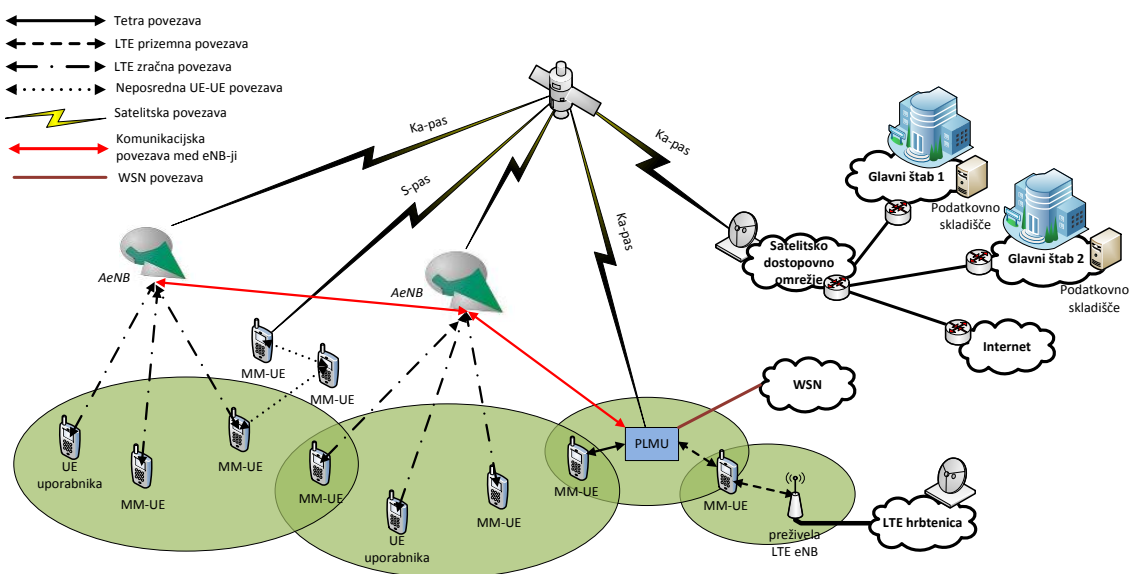 Tetra povezava
LTE prizemna povezava
LTE zračna povezava
Neposredna UE-UE povezava
Satelitska povezava
Komunikacijska
povezava med eNB-ji
WSN povezava
Ka-pas
S-pas
Ka-pas
Ka-pas
Glavni štab 1
Podatkovno
skladišče
Glavni štab 2
Podatkovno
skladišče
Satelitsko
dostopovno
omrežje
Internet
AeNB
AeNB
MM-UE
MM-UE
WSN
PLMU
UE
uporabnika
MM-UE
MM-UE
MM-UE
UE
uporabnika
MM-UE
MM-UE
MM-UE
preživela
LTE eNB
LTE hrbtenica